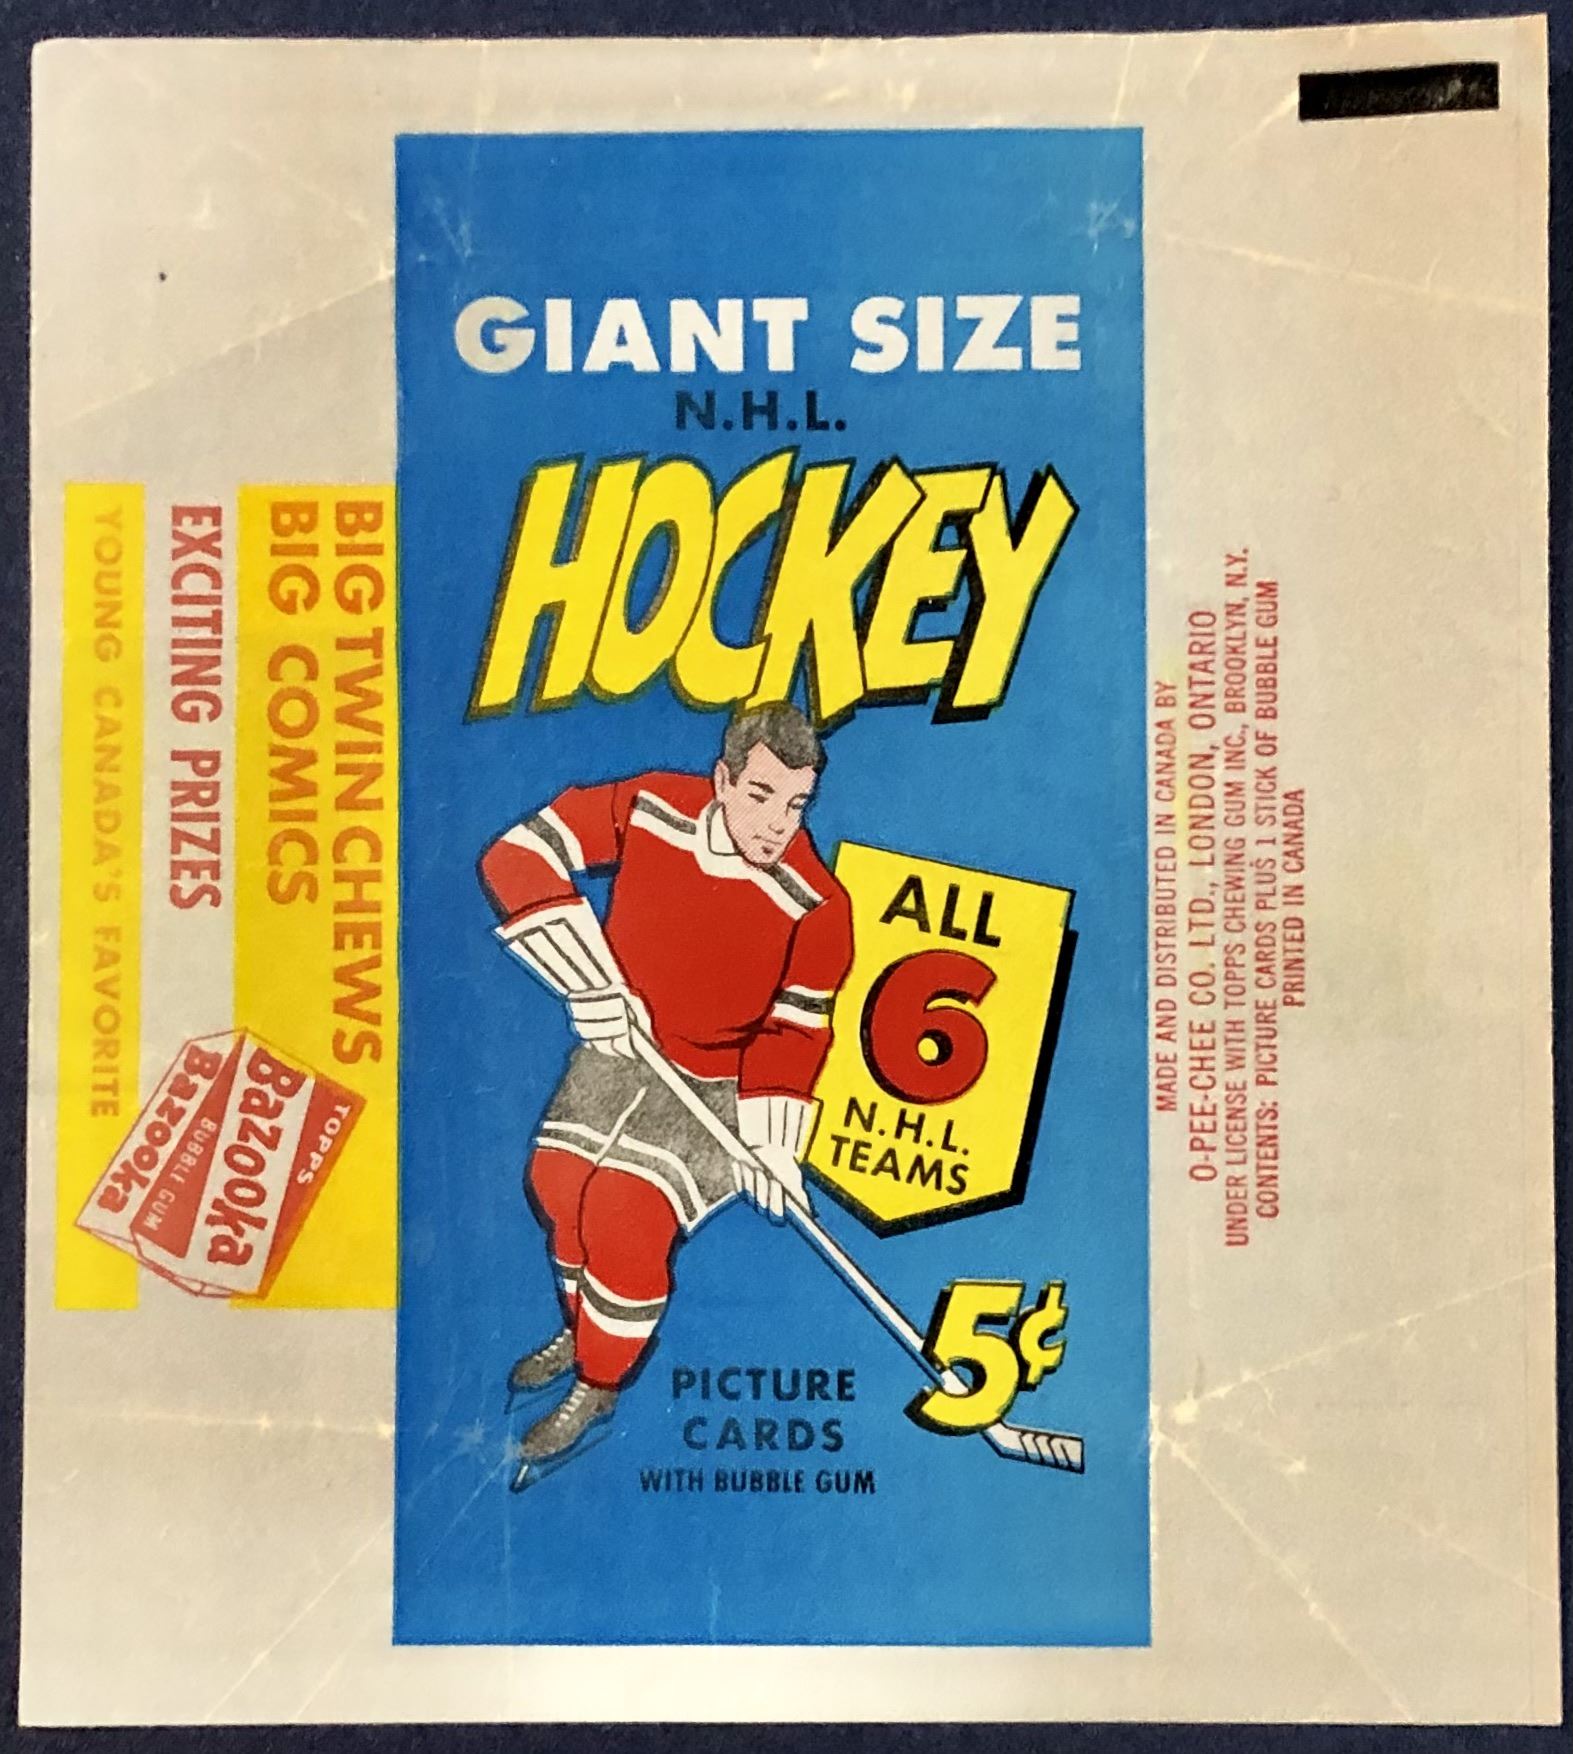 GIANT SIZE
N.H.L.
HOCKEY
ALL
6
N.H.L.
TEAMS
5¢
PICTURE
CARDS
WITH BUBBLE GUM
BIG TWIN CHEWS
BIG COMICS
EXCITING PRIZES
YOUNG CANADA'S FAVORITE
TOPPS
BaZOOKa
BUBBLE GUM
BaZOOKa
MADE AND DISTRIBUTED IN CANADA BY
O-PEE-CHEE CO. LTD., LONDON, ONTARIO
UNDER LICENSE WITH TOPPS CHEWING GUM INC., BROOKLYN, N.Y.
CONTENTS: PICTURE CARDS PLUS 1 STICK OF BUBBLE GUM
PRINTED IN CANADA